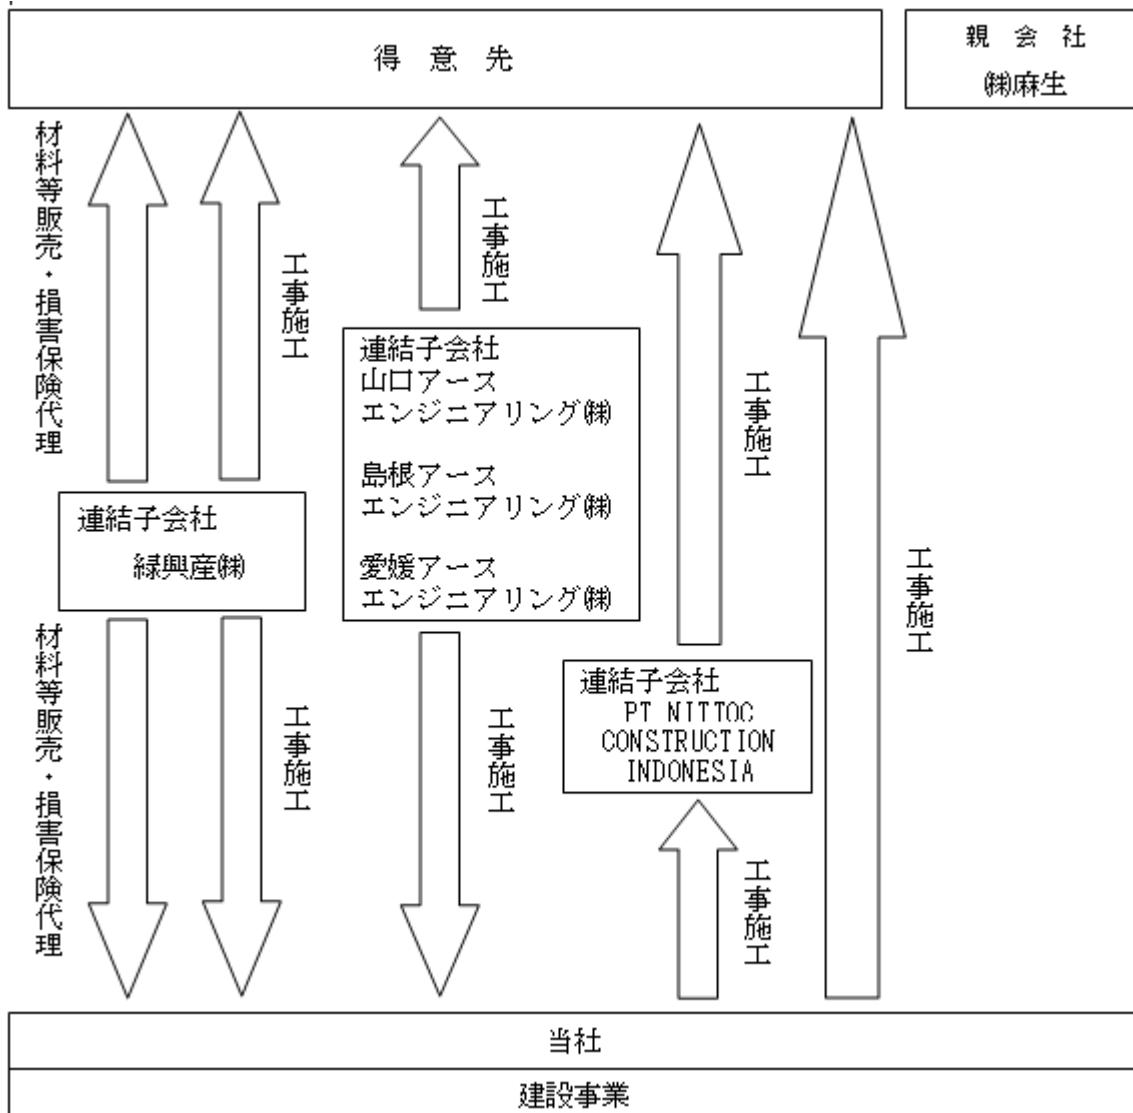 得意先
親会社
㈱麻生
材料等販売・損害保険代理
工事施工
工事施工
工事施工
工事施工
連結子会社
山口アース
エンジニアリング㈱
島根アース
エンジニアリング㈱
愛媛アース
エンジニアリング㈱
連結子会社
緑興産㈱
連結子会社
PT NITTOC
CONSTRUCTION
INDONESIA
材料等販売・損害保険代理
工事施工
工事施工
工事施工
当社
建設事業